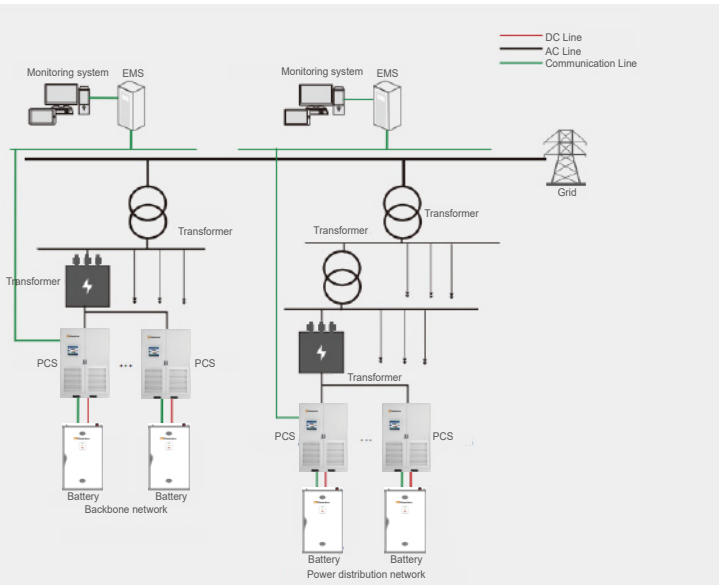 DC Line
AC Line
Communication Line
Monitoring system
EMS
Monitoring system
EMS
Grid
Transformer
Transformer
Transformer
Transformer
Transformer
PCS
PCS
PCS
PCS
Battery
Battery
Backbone network
Battery
Battery
Power distribution network